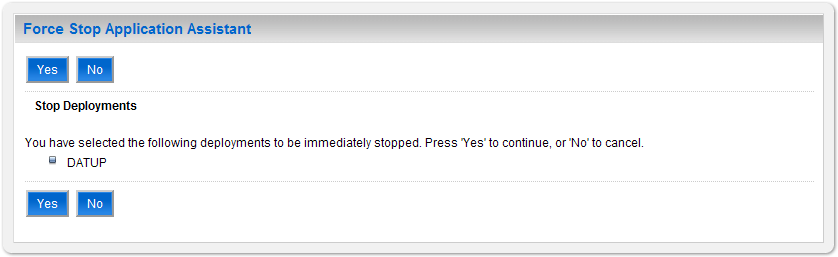 Force Stop Application Assistant
Yes No
Stop Deployments
You have selected the following deployments to be immediately stopped. Press 'Yes' to continue, or 'No' to cancel.
DATUP
Yes No